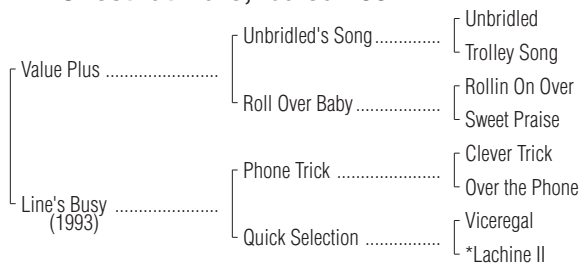 Unbridled
Unbridled's Song..............
Trolley Song
Value Plus ........................
Rollin On Over
Roll Over Baby ..................
Sweet Praise
Clever Trick
Phone Trick ......................
Over the Phone
Line's Busy ......................
(1993)
Viceregal
Quick Selection ................
*Lachine II